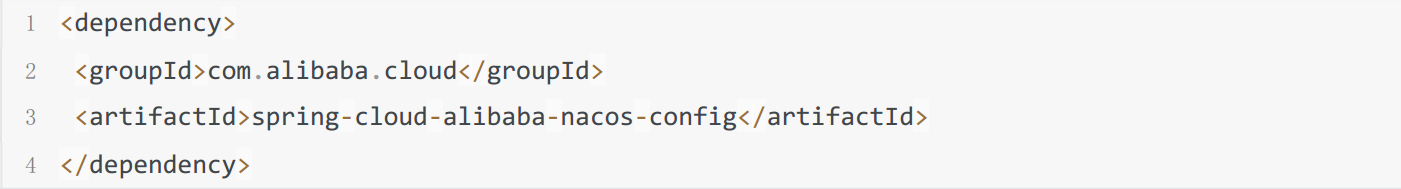 1 <dependency>
2 <groupId>com.alibaba.cloud</groupId>
3 <artifactId>spring-cloud-alibaba-nacos-config</artifactId>
4 </dependency>